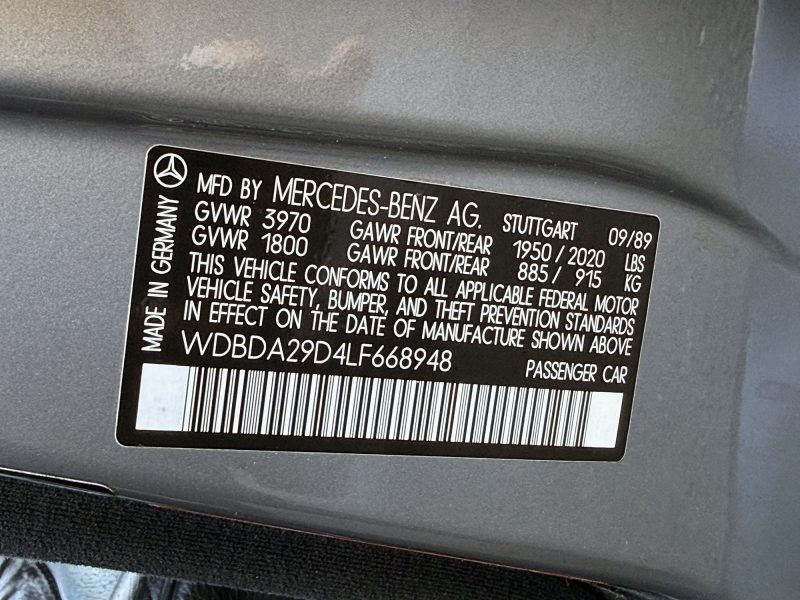 MADE IN GERMANY
MFD BY MERCEDES-BENZ AG. STUTTGART 09/89
GVWR 3970 GAWR FRONT/REAR 1950/2020 LBS
GVWR 1800 GAWR FRONT/REAR 885/ 915 KG
THIS VEHICLE CONFORMS TO ALL APPLICABLE FEDERAL MOTOR
VEHICLE SAFETY, BUMPER, AND THEFT PREVENTION STANDARDS
IN EFFECT ON THE DATE OF MANUFACTURE SHOWN ABOVE
WDBDA29D4LF668948 PASSENGER CAR